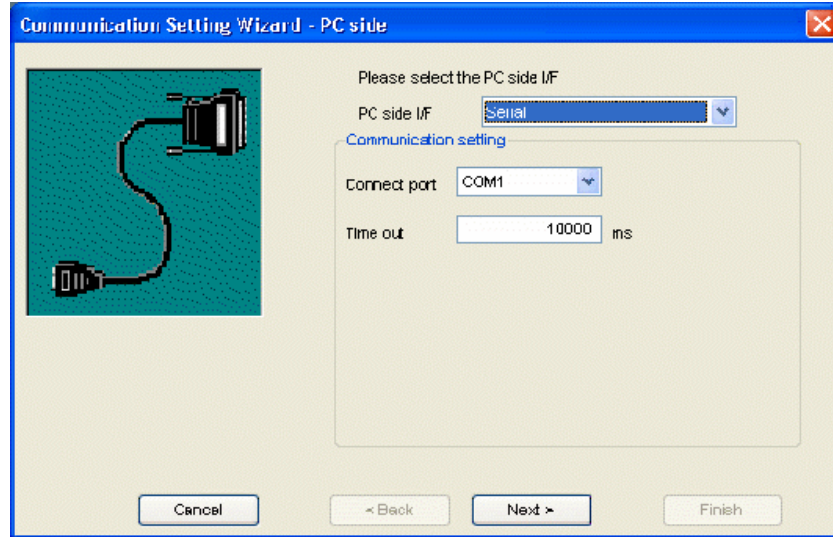 Communication Setting Wizard - PC side
Please select the PC side I/F
PC side I/F Serial
Communication setting
Connect port COM1
Time out 10000 ms
Cancel < Back Next > Finish